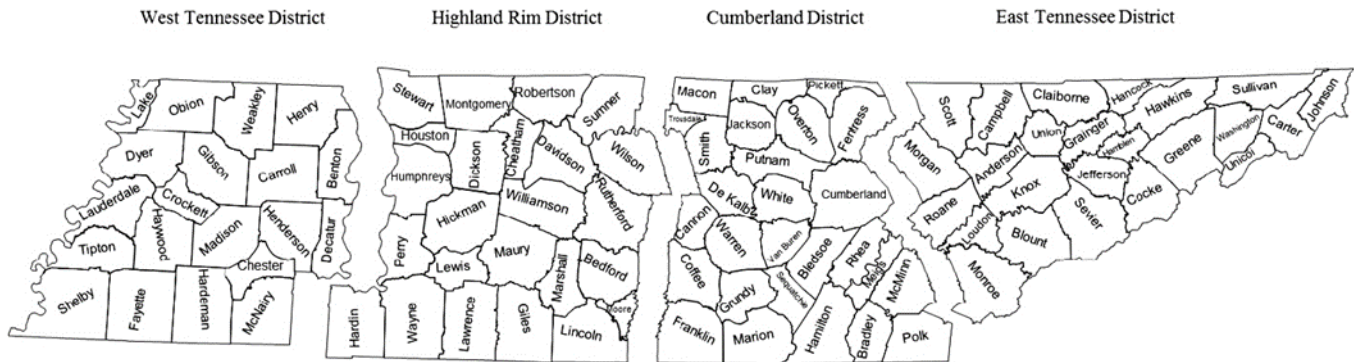 West Tennessee District
Highland Rim District
Cumberland District
East Tennessee District
Lake
Obion
Weakley
Henry
Dyer
Gibson
Carroll
Benton
Lauderdale
Crockett
Haywood
Madison
Henderson
Decatur
Tipton
Chester
Shelby
Fayette
Hardeman
McNairy
Stewart
Montgomery
Robertson
Sumner
Houston
Dickson
Cheatham
Davidson
Wilson
Humphreys
Hickman
Williamson
Rutherford
Perry
Lewis
Maury
Marshall
Bedford
Moore
Hardin
Wayne
Lawrence
Giles
Lincoln
Macon
Clay
Pickett
Trousdale
Smith
Jackson
Overton
Fentress
Putnam
De Kalb
White
Cumberland
Cannon
Warren
Van Buren
Bledsoe
Rhea
Meigs
McMinn
Coffee
Grundy
Sequatchie
Franklin
Marion
Hamilton
Bradley
Polk
Scott
Campbell
Claiborne
Hancock
Hawkins
Sullivan
Johnson
Morgan
Anderson
Union
Grainger
Hamblen
Greene
Washington
Carter
Unicoi
Roane
Loudon
Knox
Jefferson
Cocke
Sevier
Blount
Monroe